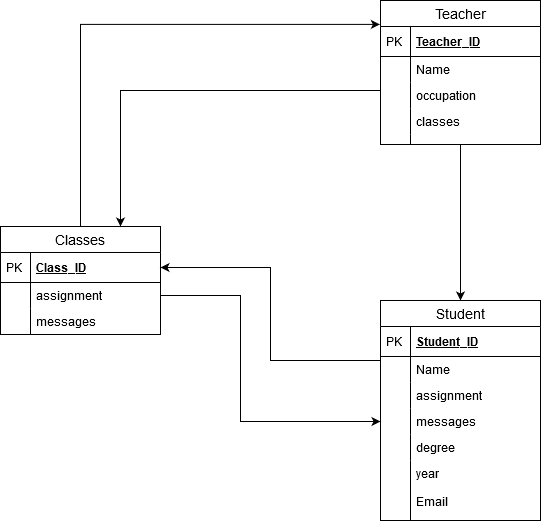 Teacher
PK Teacher_ID
Name
occupation
classes
Classes
PK Class_ID
assignment
messages
Student
PK Student_ID
Name
assignment
messages
degree
year
Email